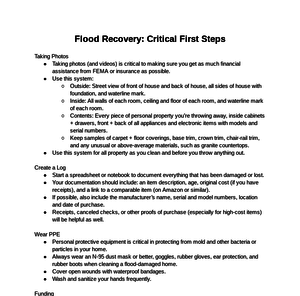 Flood Recovery: Critical First Steps
Taking Photos
● Taking photos (and videos) is critical to making sure you get as much financial
assistance from FEMA or insurance as possible.
● Use this system:
○ Outside: Street view of front of house and back of house, all sides of house with
foundation, and waterline mark.
○ Inside: All walls of each room, ceiling and floor of each room, and waterline mark
of each room.
○ Contents: Every piece of personal property you're throwing away, inside cabinets
+ drawers, front + back of all appliances and electronic items with models and
serial numbers.
○ Keep samples of carpet + floor coverings, base trim, crown trim, chair-rail trim,
and any unusual or above-average materials, such as granite countertops.
● Use this system for all property as you clean and before you throw anything out.
Create a Log
● Start a spreadsheet or notebook to document everything that has been damaged or lost.
● Your documentation should include: an item description, age, original cost (if you have
receipts), and a link to a comparable item (on Amazon or similar).
● If possible, also include the manufacturer's name, serial and model numbers, location
and date of purchase.
● Receipts, canceled checks, or other proofs of purchase (especially for high-cost items)
will be helpful as well.
Wear PPE
● Personal protective equipment is critical in protecting from mold and other bacteria or
particles in your home.
● Always wear an N-95 dust mask or better, goggles, rubber gloves, ear protection, and
rubber boots when cleaning a flood-damaged home.
● Cover open wounds with waterproof bandages.
● Wash and sanitize your hands frequently.
Funding